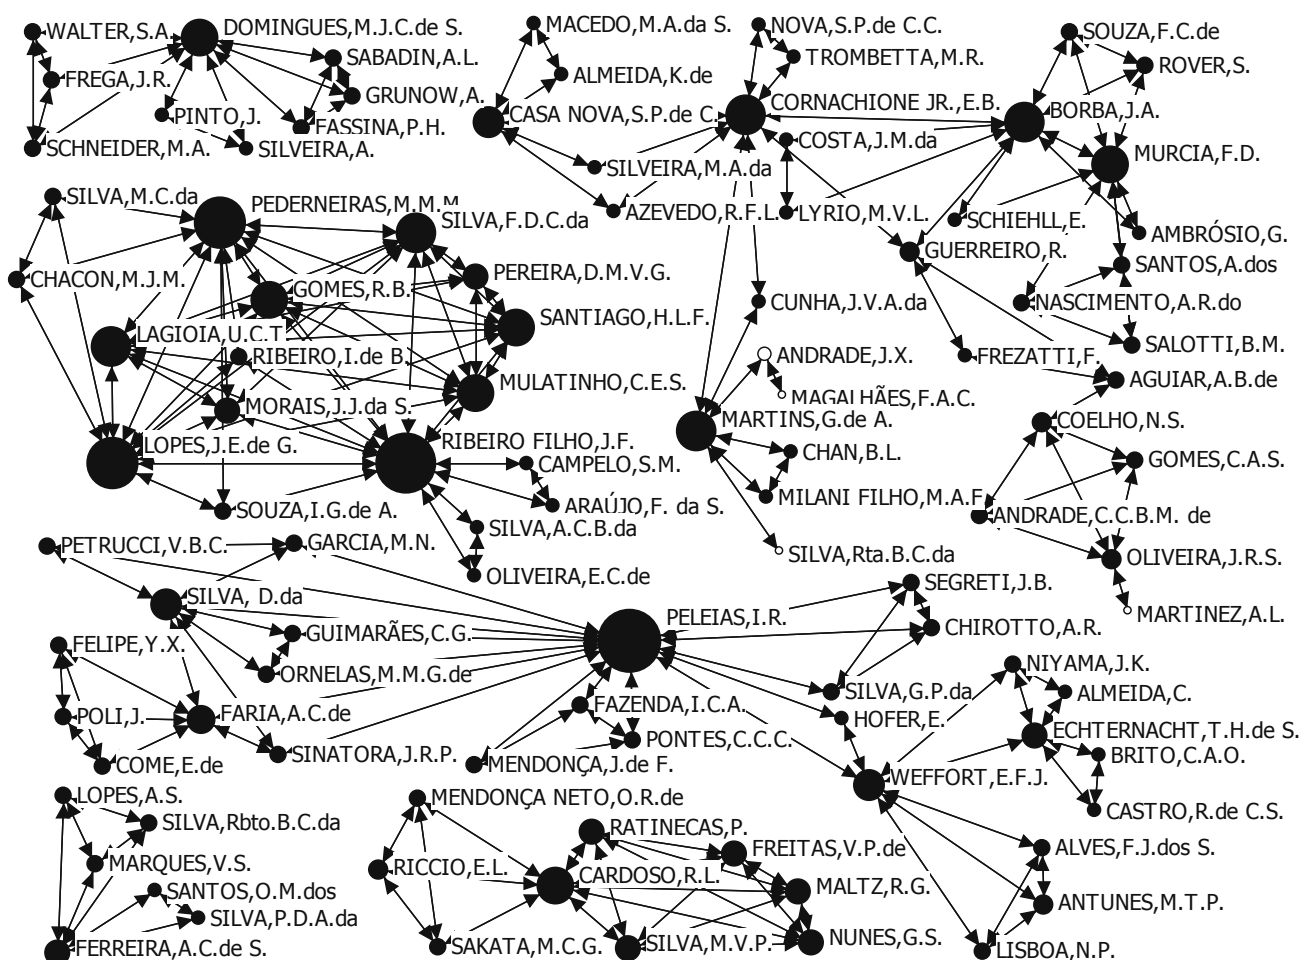 WALTER,S.A.
DOMINGUES,M.J.C.de S.
SABADIN,A.L.
FREGA,J.R.
GRUNOW,A.
PINTO,J.
FASSINA,P.H.
SCHNEIDER,M.A.
SILVEIRA,A.
MACEDO,M.A.da S.
ALMEIDA,K.de
CASA NOVA,S.P.de C.
NOVA,S.P.de C.C.
TROMBETTA,M.R.
CORNACHIONE JR.,E.B.
COSTA,J.M.da
SILVEIRA,M.A.da
AZEVEDO,R.F.L.
LYRIO,M.V.L.
SOUZA,F.C.de
ROVER,S.
BORBA,J.A.
MURCIA,F.D.
SCHIEHLL,E.
AMBRÓSIO,G.
GUERREIRO,R.
SANTOS,A.dos
NASCIMENTO,A.R.do
SALOTTI,B.M.
FREZATTI,F.
AGUIAR,A.B.de
SILVA,M.C.da
PEDERNEIRAS,M.M.M
SILVA,F.D.C.da
CHACON,M.J.M.
PEREIRA,D.M.V.G.
GOMES,R.B.
SANTIAGO,H.L.F.
LAGIOIA,U.C.T.
RIBEIRO,I.de B.
MULATINHO,C.E.S.
MORAIS,J.J.da S.
LOPES,J.E.de G.
RIBEIRO FILHO,J.F.
CAMPELO,S.M.
ARAÚJO,F. da S.
SOUZA,I.G.de A.
SILVA,A.C.B.da
OLIVEIRA,E.C.de
CUNHA,J.V.A.da
ANDRADE,J.X.
MAGALHÃES,F.A.C.
MARTINS,G.de A.
CHAN,B.L.
MILANI FILHO,M.A.F
SILVA,Rta.B.C.da
COELHO,N.S.
GOMES,C.A.S.
ANDRADE,C.C.B.M. de
OLIVEIRA,J.R.S.
MARTINEZ,A.L.
PETRUCCI,V.B.C.
GARCIA,M.N.
SILVA, D.da
PELEIAS,I.R.
SEGRETI,J.B.
CHIROTTO,A.R.
FELIPE,Y.X.
GUIMARÃES,C.G.
ORNELAS,M.M.G.de
SILVA,G.P.da
POLI,J.
FARIA,A.C.de
FAZENDA,I.C.A.
HOFER,E.
SINATORA,J.R.P.
PONTES,C.C.C.
COME,E.de
MENDONÇA,J.de F.
NIYAMA,J.K.
ALMEIDA,C.
ECHTERNACHT,T.H.de S.
BRITO,C.A.O.
WEFFORT,E.F.J.
CASTRO,R.de C.S.
LOPES,A.S.
SILVA,Rbto.B.C.da
MARQUES,V.S.
SANTOS,O.M.dos
SILVA,P.D.A.da
FERREIRA,A.C.de S.
MENDONÇA NETO,O.R.de
RATINECAS,P.
FREITAS,V.P.de
RICCIO,E.L.
CARDOSO,R.L.
MALTZ,R.G.
SAKATA,M.C.G.
SILVA,M.V.P.
NUNES,G.S.
ALVES,F.J.dos S.
ANTUNES,M.T.P.
LISBOA,N.P.